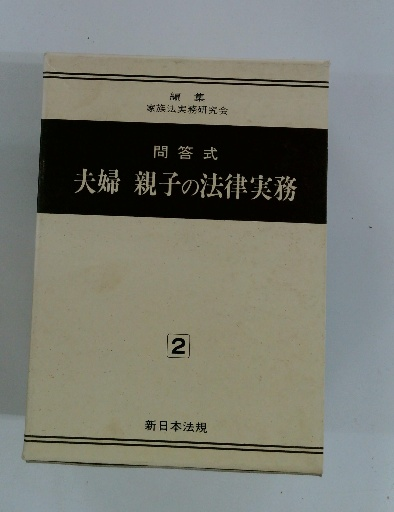 編集
家族法実務研究会
問答式
夫婦 親子の法律実務
2
新日本法規